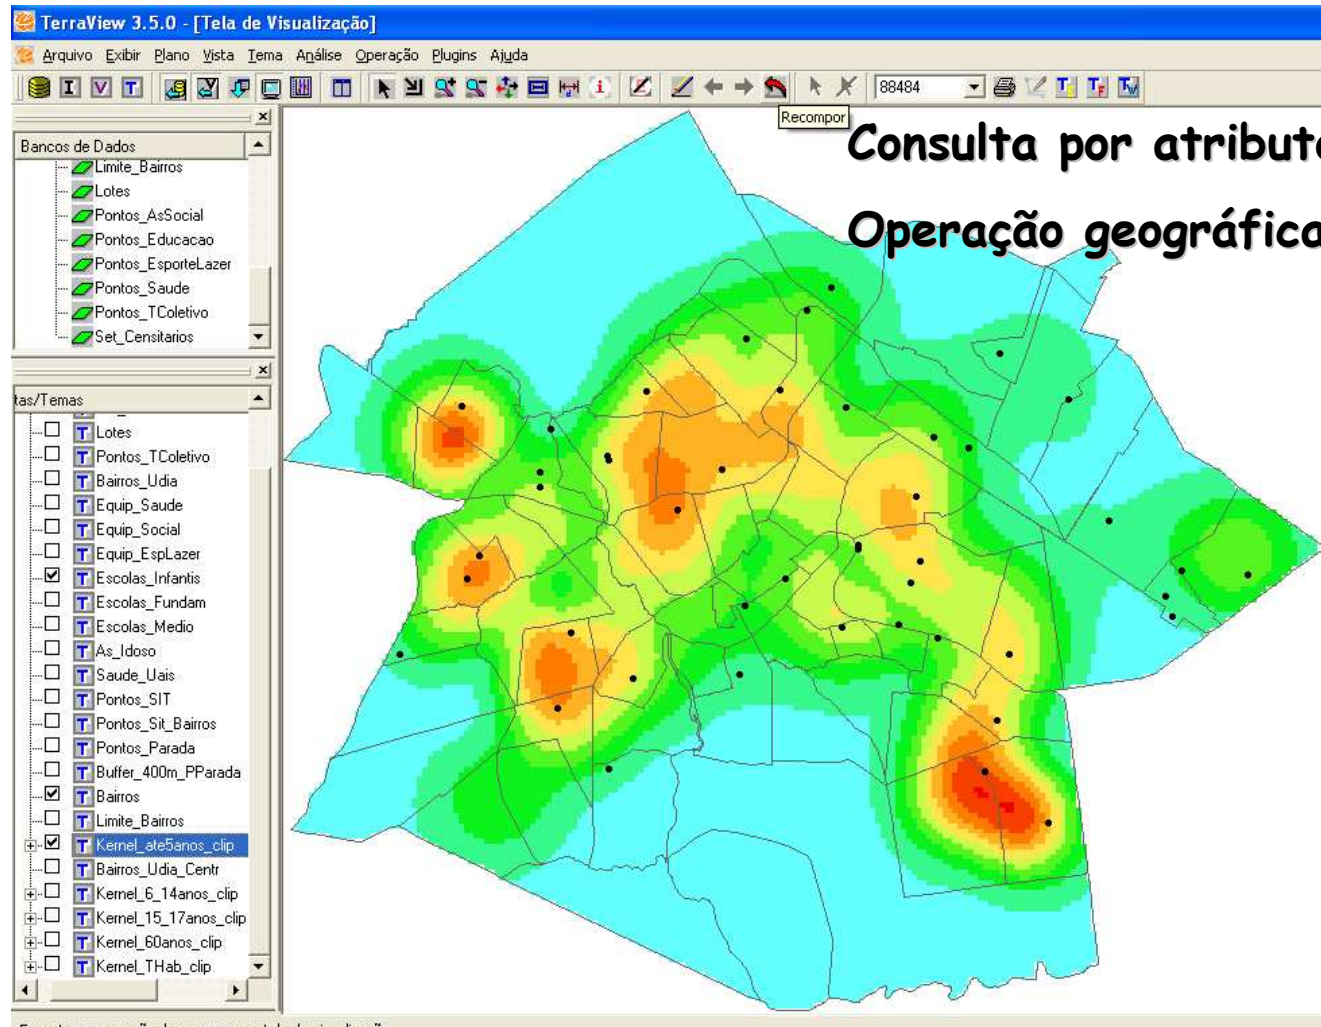 TerraView 3.5.0 - [Tela de Visualização]
Arquivo Exibir Plano Vista Tema Análise Operação Plugins Ajuda
I V T 88484
Recompor
Consulta por atributo
Operação geográfica
Bancos de Dados
Limite_Bairros
Lotes
Pontos_AsSocial
Pontos_Educacao
Pontos_EsporteLazer
Pontos_Saude
Pontos_TColetivo
Set_Censitarios
tas/Temas
Lotes
Pontos_TColetivo
Bairros_Udia
Equip_Saude
Equip_Social
Equip_EspLazer
Escolas_Infantis
Escolas_Fundam
Escolas_Medio
As_Idoso
Saude_Uais
Pontos_SIT
Pontos_Sit_Bairros
Pontos_Parada
Buffer_400m_PParada
Bairros
Limite_Bairros
Kernel_ate5anos_clip
Bairros_Udia_Centr
Kernel_6_14anos_clip
Kernel_15_17anos_clip
Kernel_60anos_clip
Kernel_THab_clip